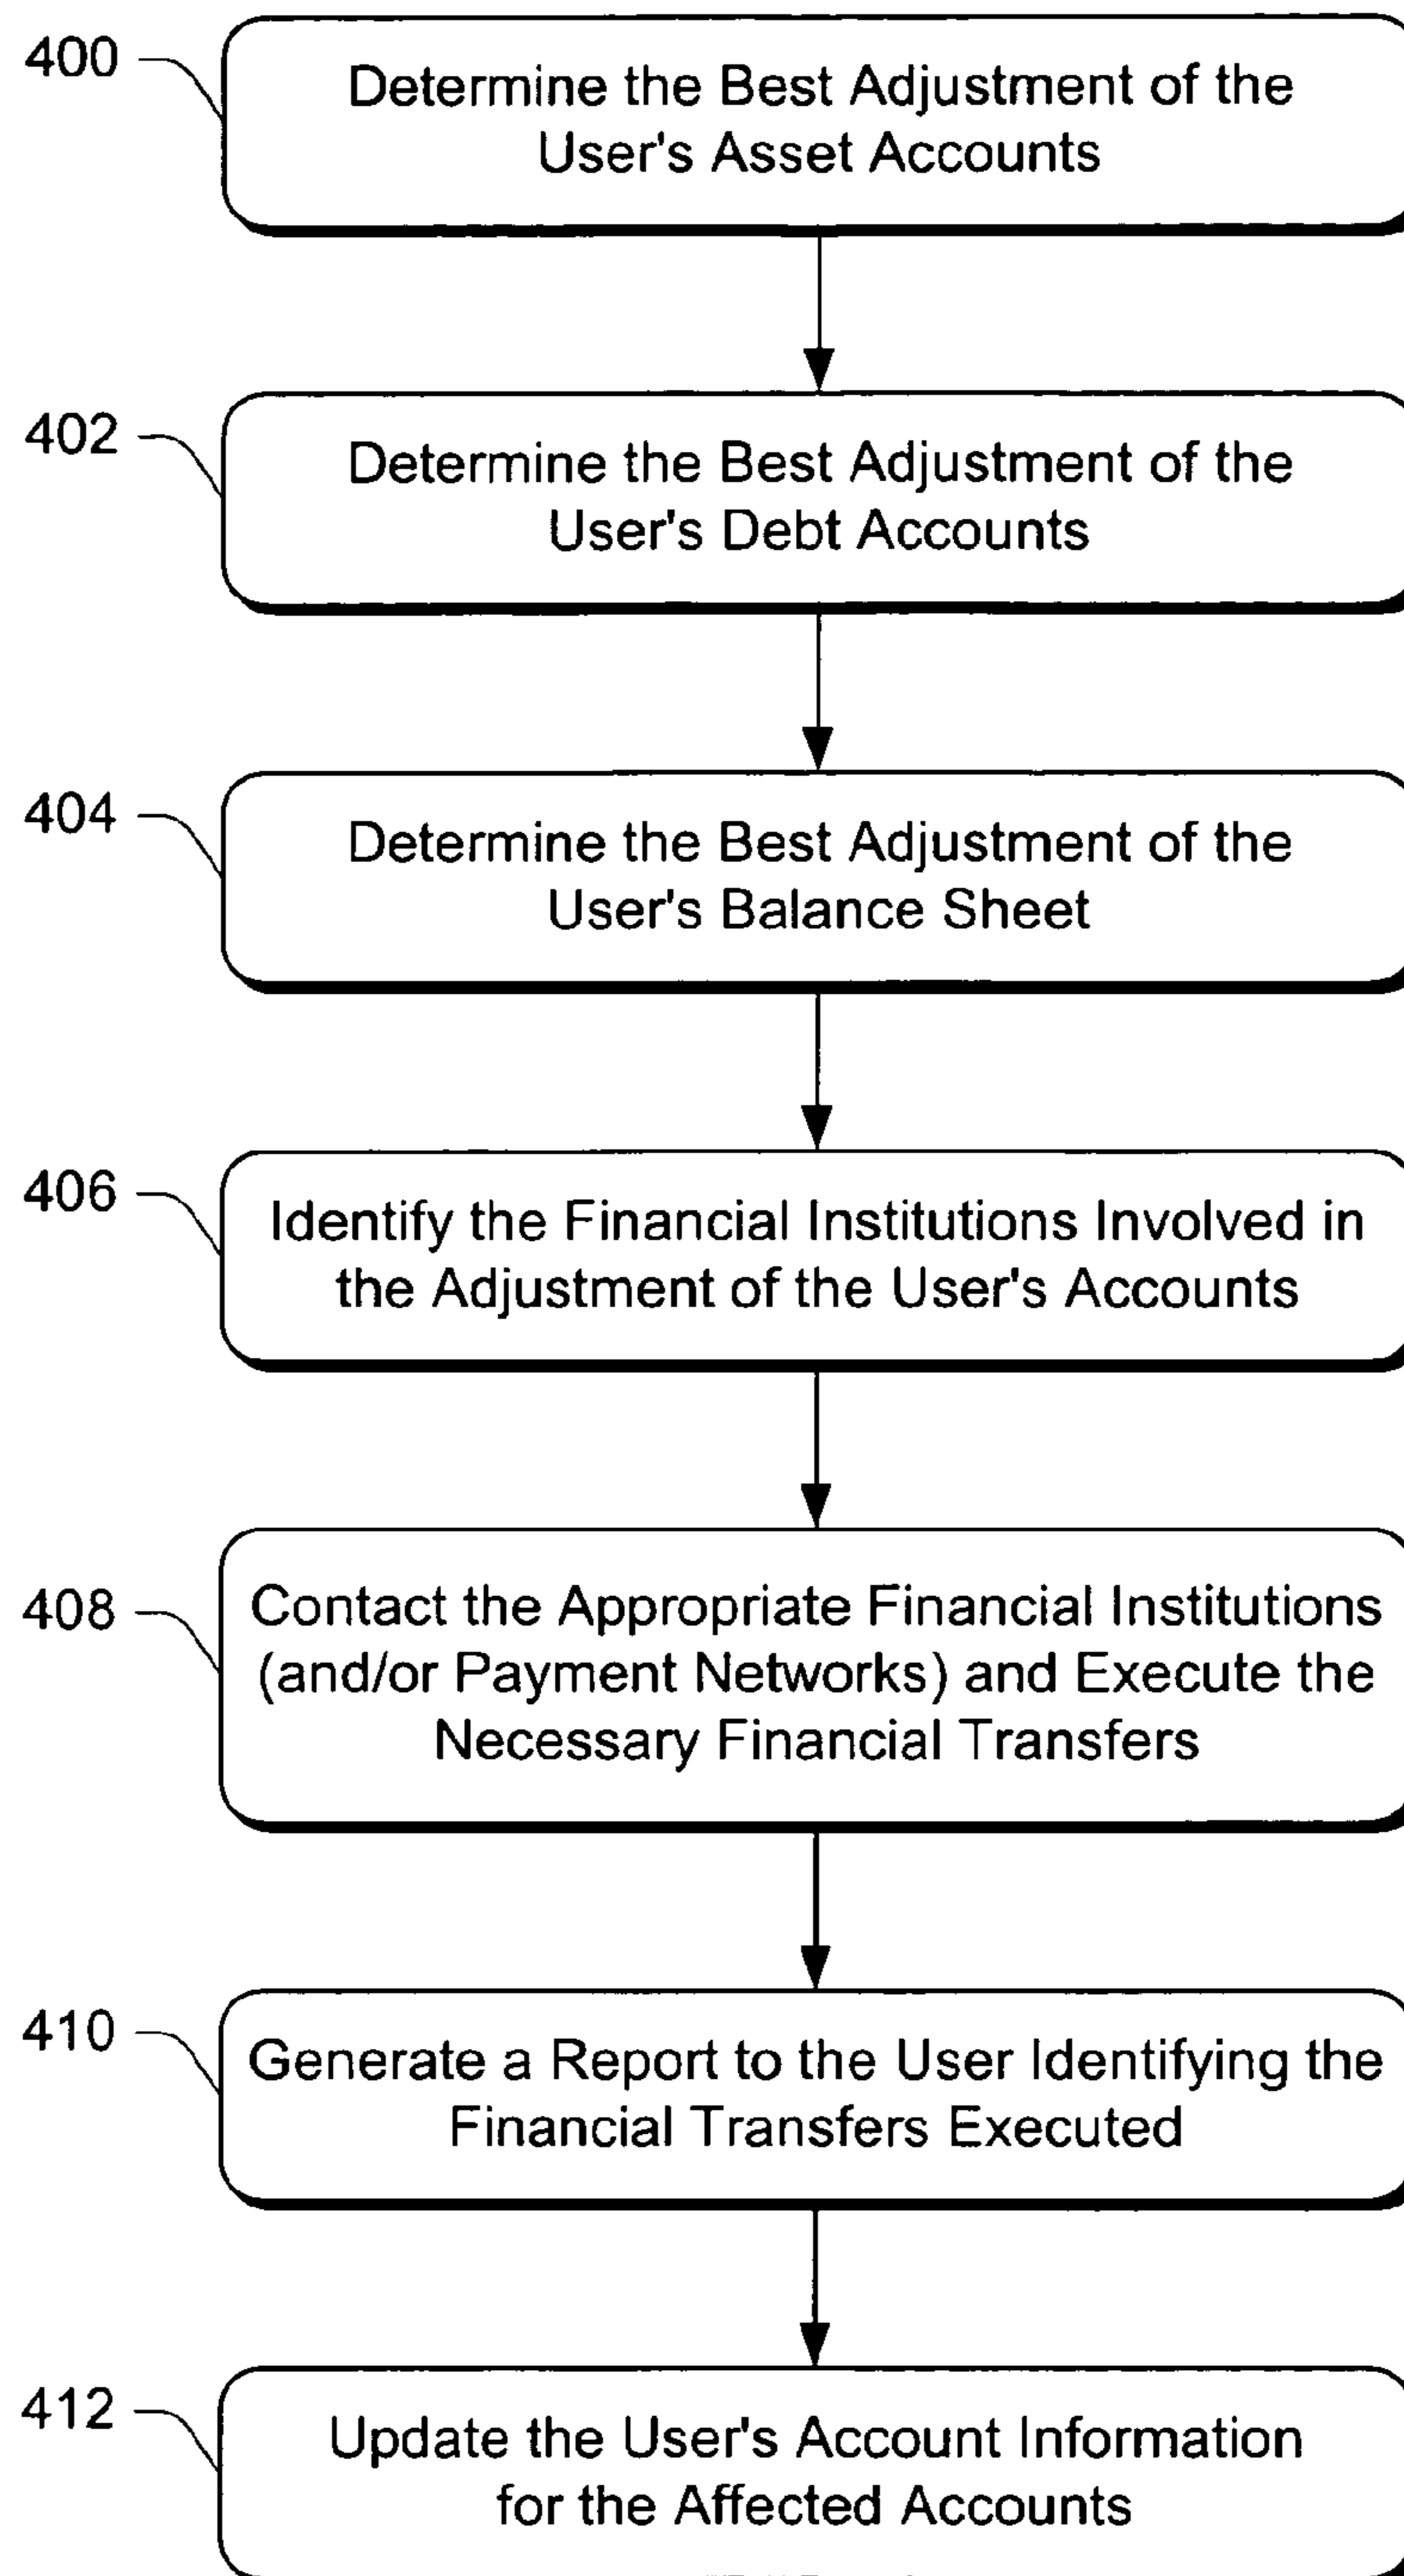 400
Determine the Best Adjustment of the
User's Asset Accounts
402
Determine the Best Adjustment of the
User's Debt Accounts
404
Determine the Best Adjustment of the
User's Balance Sheet
406
Identify the Financial Institutions Involved in
the Adjustment of the User's Accounts
408
Contact the Appropriate Financial Institutions
(and/or Payment Networks) and Execute the
Necessary Financial Transfers
410
Generate a Report to the User Identifying the
Financial Transfers Executed
412
Update the User's Account Information
for the Affected Accounts